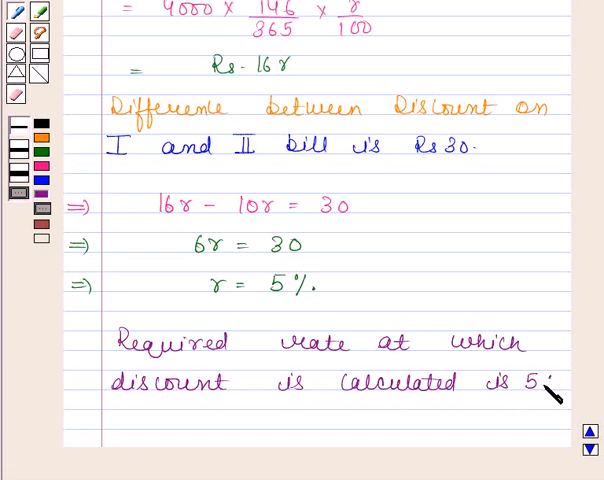 = 4000 × 146/365 × r/100
= Rs. 16r
Difference between Discount on
I and II bill is Rs 30.
⇒ 16r - 10r = 30
⇒ 6r = 30
⇒ r = 5%.
Required rate at which
discount is calculated is 5